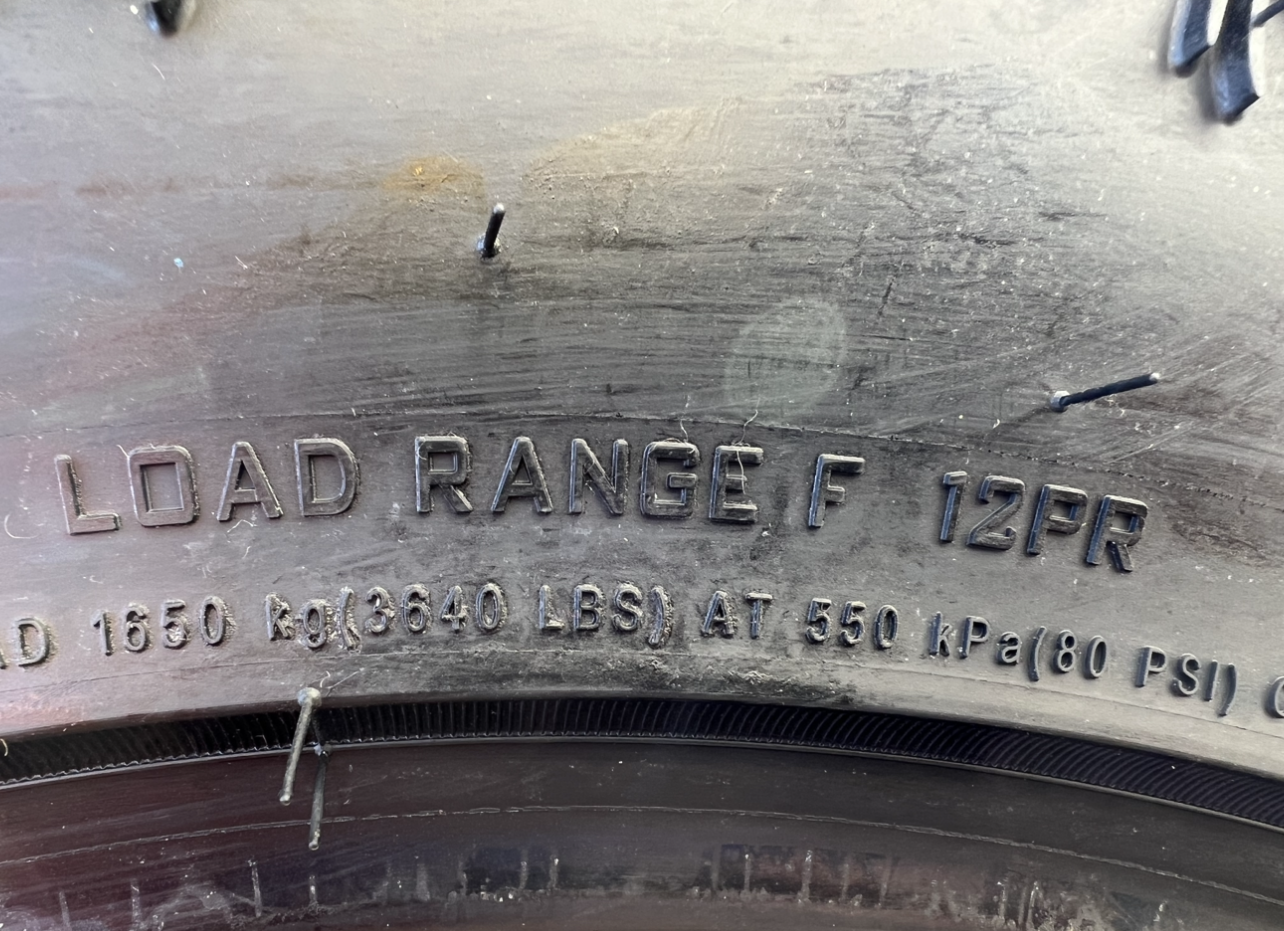 LOAD RANGE F 12PR
1650 kg(3640 LBS) AT 550 kPa(80 PSI)